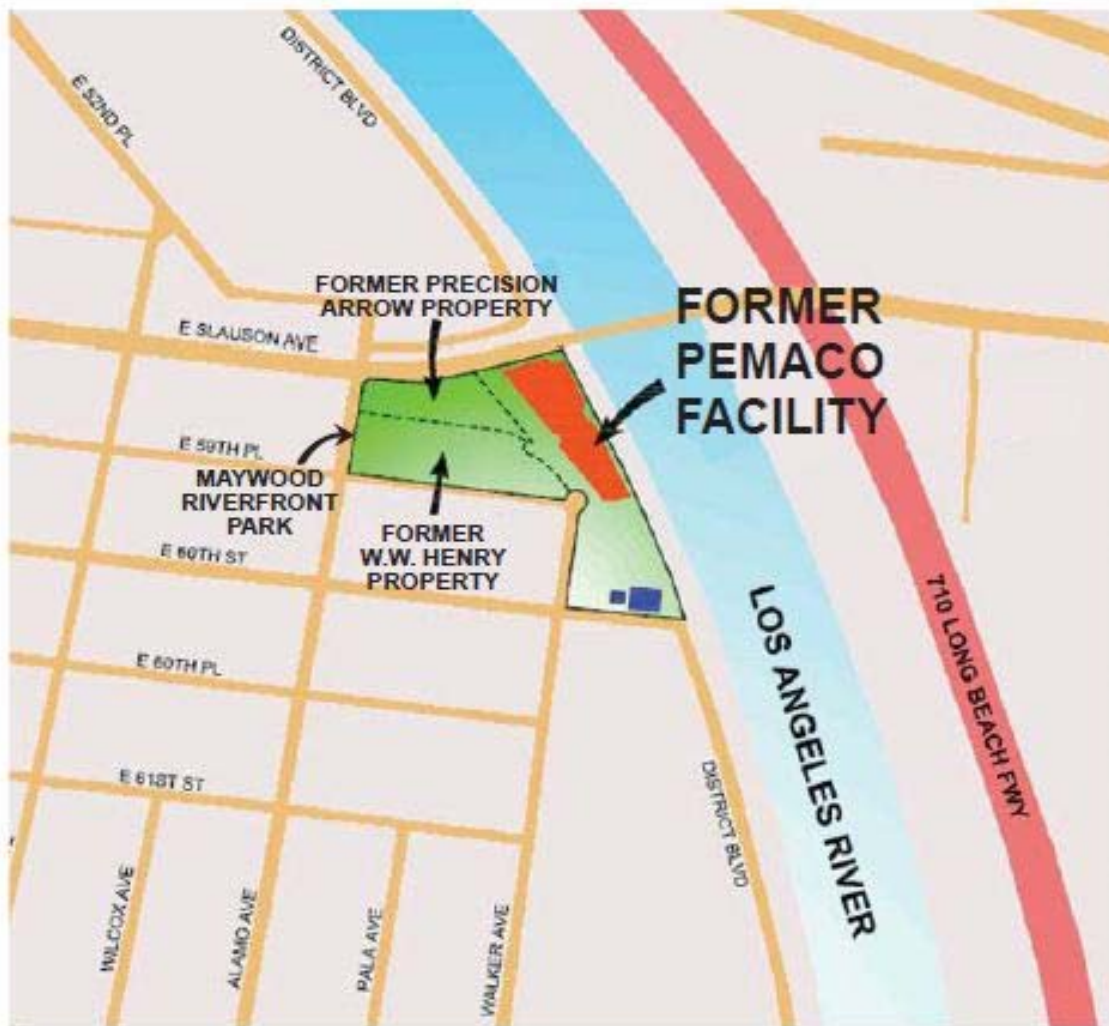 DISTRICT BLVD
E 52ND PL
FORMER PRECISION
ARROW PROPERTY
FORMER
PEMACO
FACILITY
E SLAUSON AVE
E 59TH PL
MAYWOOD
RIVERFRONT
PARK
FORMER
W.W. HENRY
PROPERTY
E 60TH ST
E 60TH PL
LOS ANGELES RIVER
710 LONG BEACH FWY
E 61ST ST
DISTRICT BLVD
WILCOX AVE
ALAMO AVE
PALA AVE
WALKER AVE